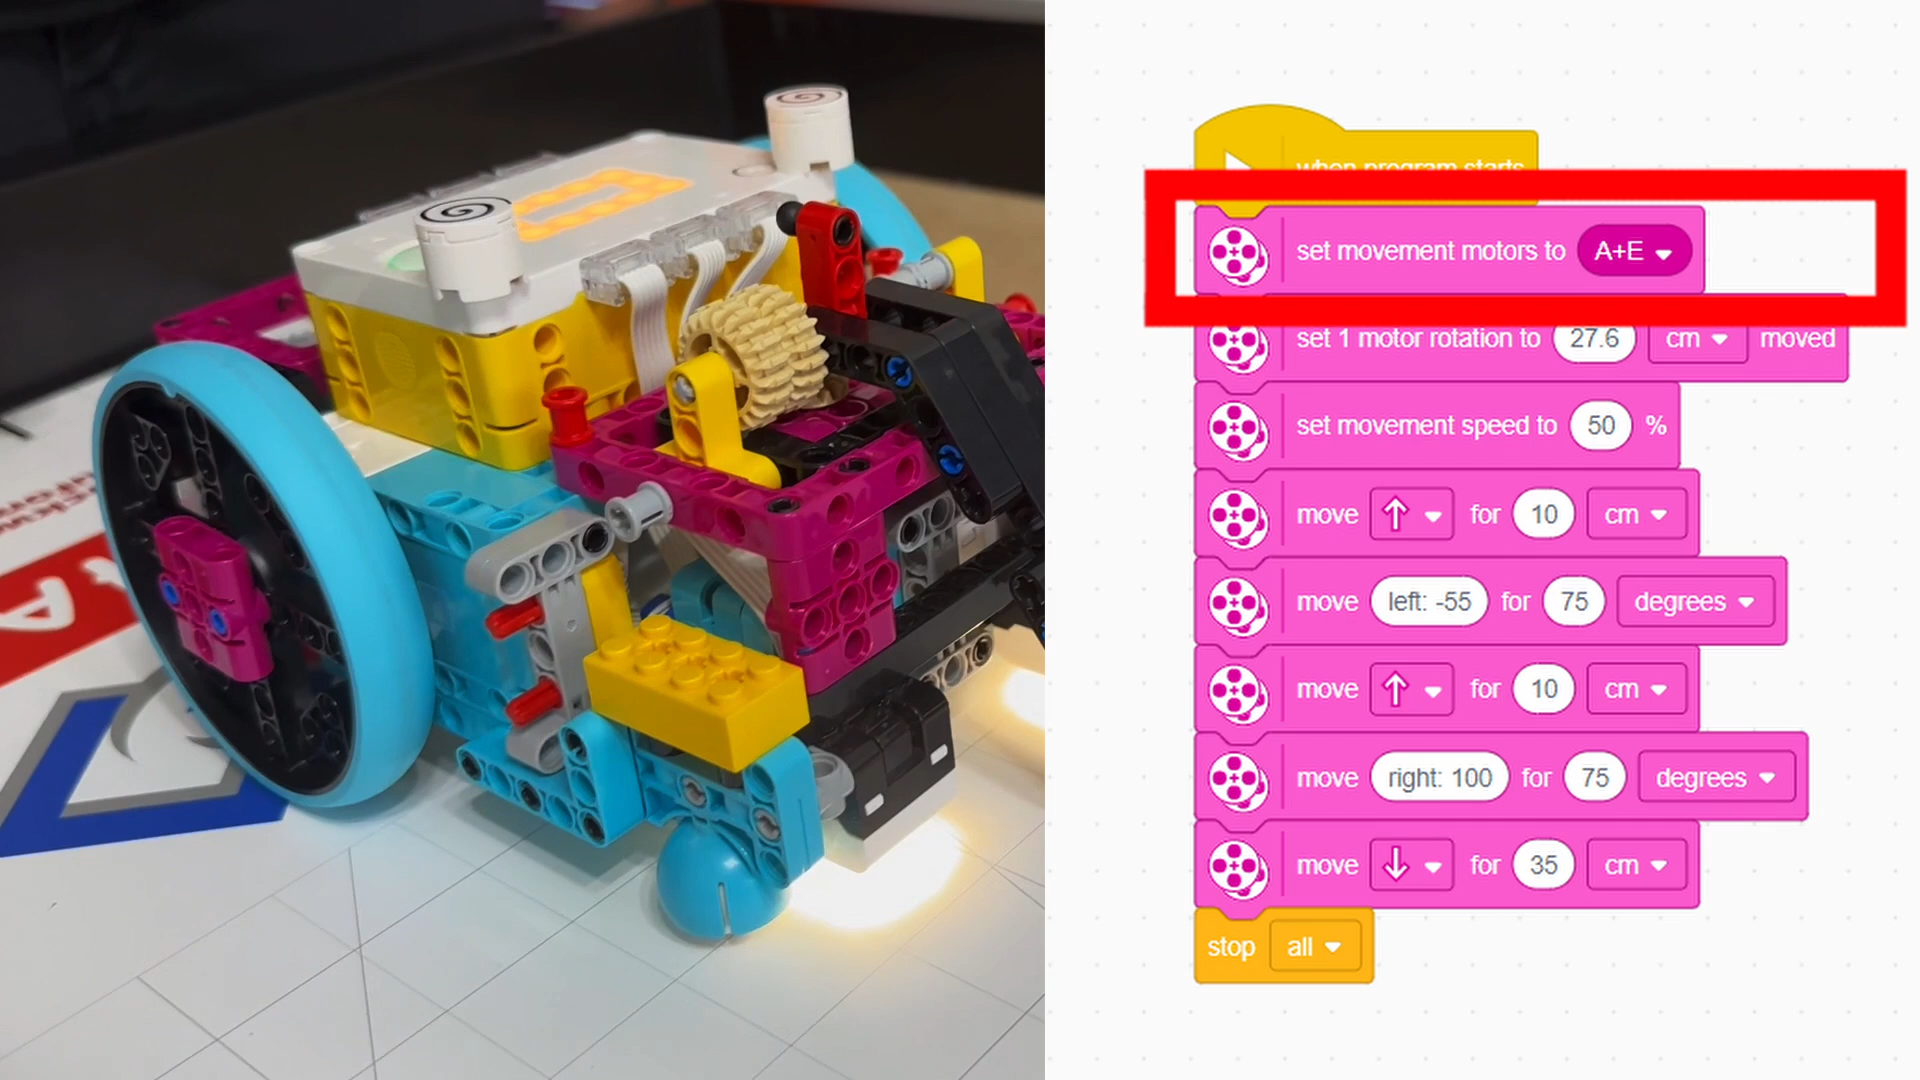 when program starts
set movement motors to A+E
set 1 motor rotation to 27.6 cm moved
set movement speed to 50 %
move ↑ for 10 cm
move left: -55 for 75 degrees
move ↑ for 10 cm
move right: 100 for 75 degrees
move ↓ for 35 cm
stop all